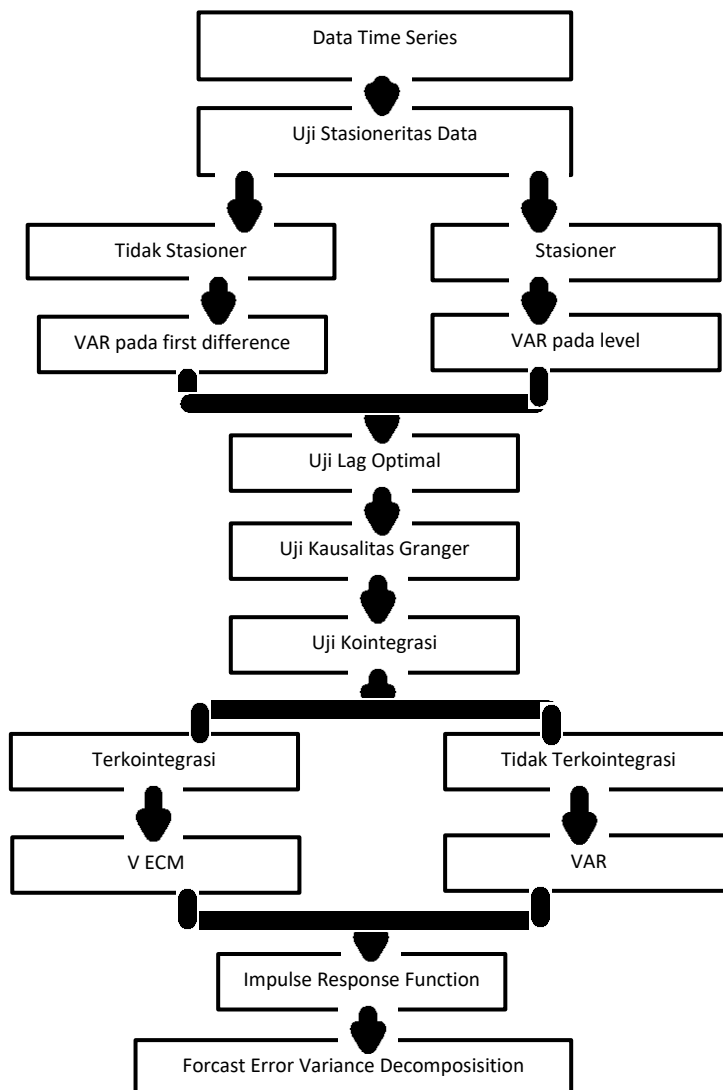 Data Time Series
Uji Stasioneritas Data
Tidak Stasioner
Stasioner
VAR pada first difference
VAR pada level
Uji Lag Optimal
Uji Kausalitas Granger
Uji Kointegrasi
Terkointegrasi
Tidak Terkointegrasi
V ECM
VAR
Impulse Response Function
Forcast Error Variance Decomposisition